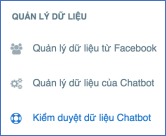 QUẢN LÝ DỮ LIỆU
Quản lý dữ liệu từ Facebook
Quản lý dữ liệu của Chatbot
Kiểm duyệt dữ liệu Chatbot